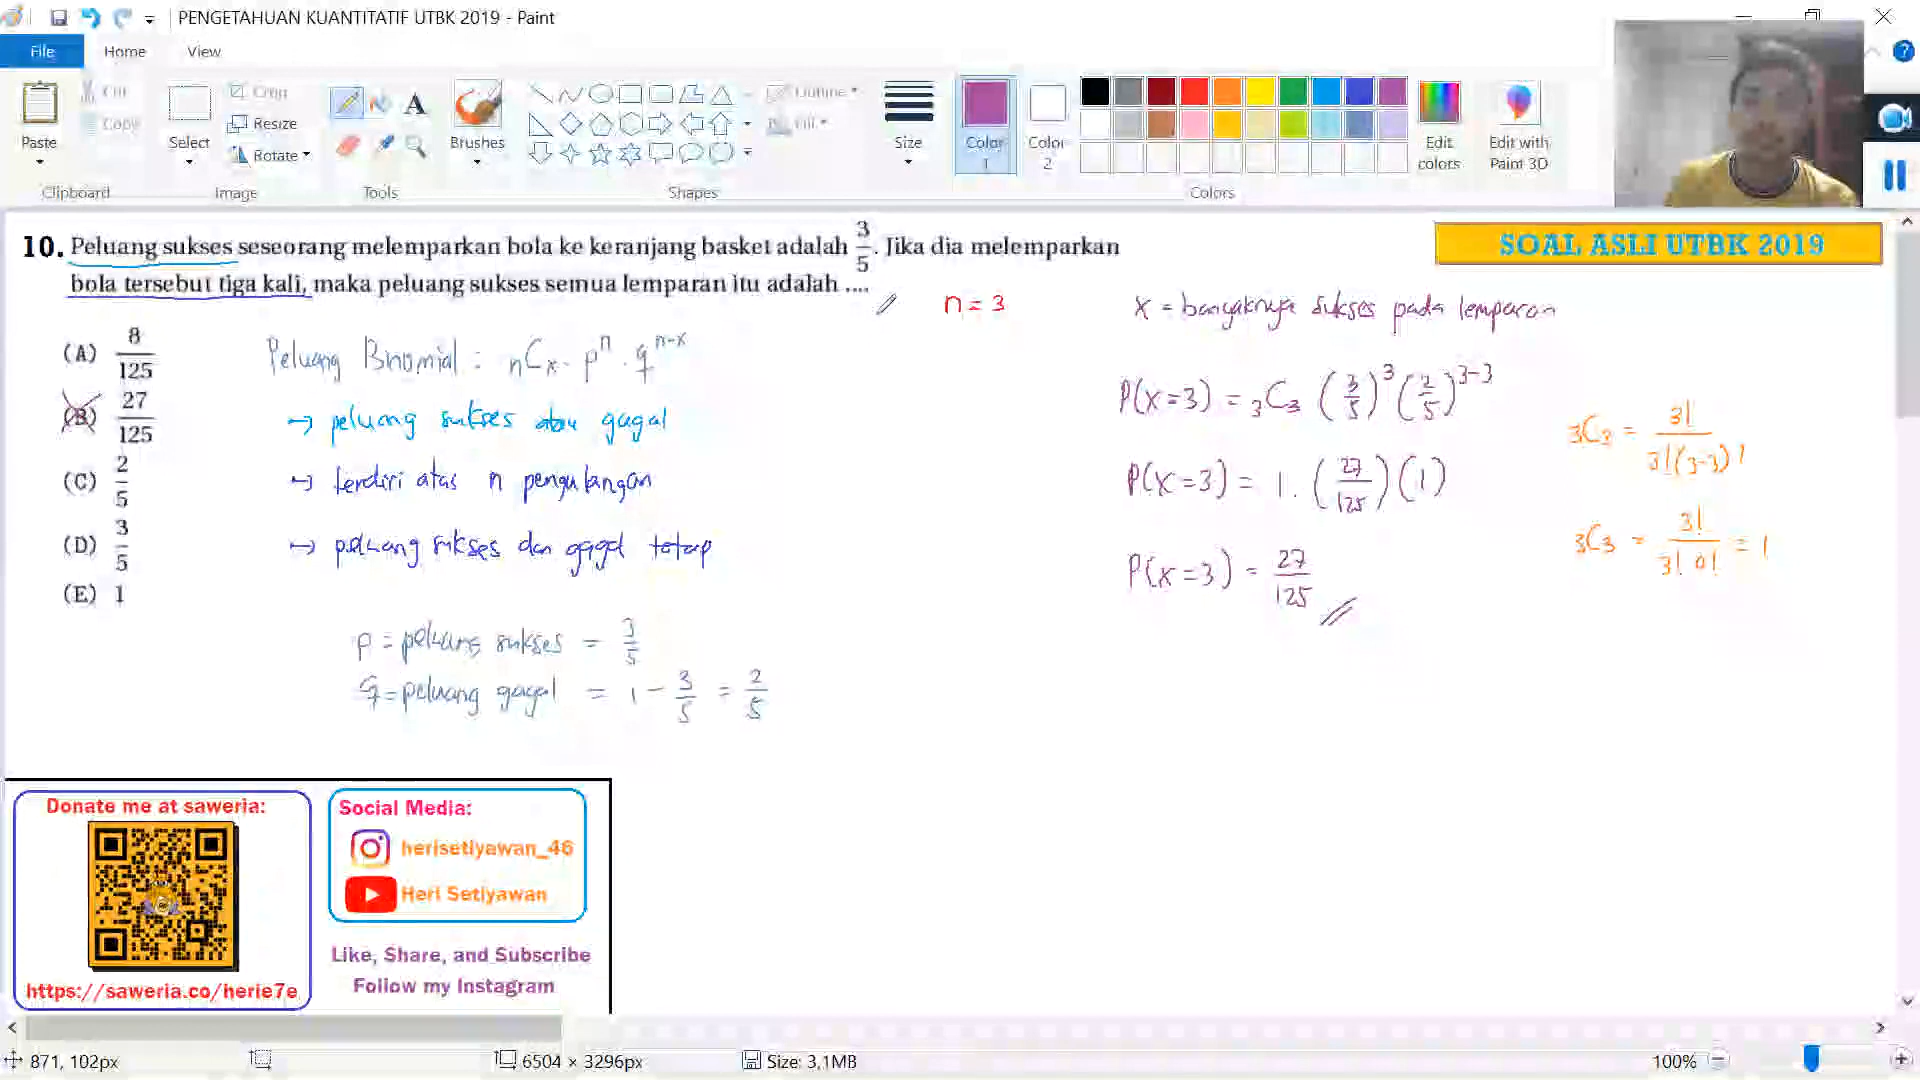 PENGETAHUAN KUANTITATIF UTBK 2019 - Paint
File Home View
Paste Cut Copy Select Crop Resize Rotate Brushes Outline Fill Size Color 1 Color 2 Edit colors Edit with Paint 3D
Clipboard Image Tools Shapes Colors
SOAL ASLI UTBK 2019
10. Peluang sukses seseorang melemparkan bola ke keranjang basket adalah 3/5. Jika dia melemparkan
bola tersebut tiga kali, maka peluang sukses semua lemparan itu adalah ....
(A) 8/125
(B) 27/125
(C) 2/5
(D) 3/5
(E) 1
Peluang Binomial : nCx . p^n . q^(n-x)
→ peluang sukses atau gagal
→ terdiri atas n pengulangan
→ peluang sukses dan gagal tetap
p = peluang sukses = 3/5
q = peluang gagal = 1 - 3/5 = 2/5
n = 3
x = banyaknya sukses pada lemparan
P(x=3) = 3C3 (3/5)^3 (2/5)^(3-3)
P(x=3) = 1 . (27/125) (1)
P(x=3) = 27/125
3C3 = 3!/3!(3-3)!
3C3 = 3!/3! 0! = 1
Donate me at saweria:
https://saweria.co/herie7e
Social Media:
herisetiyawan_46
Heri Setiyawan
Like, Share, and Subscribe
Follow my Instagram
871, 102px 6504 × 3296px Size: 3,1MB 100%